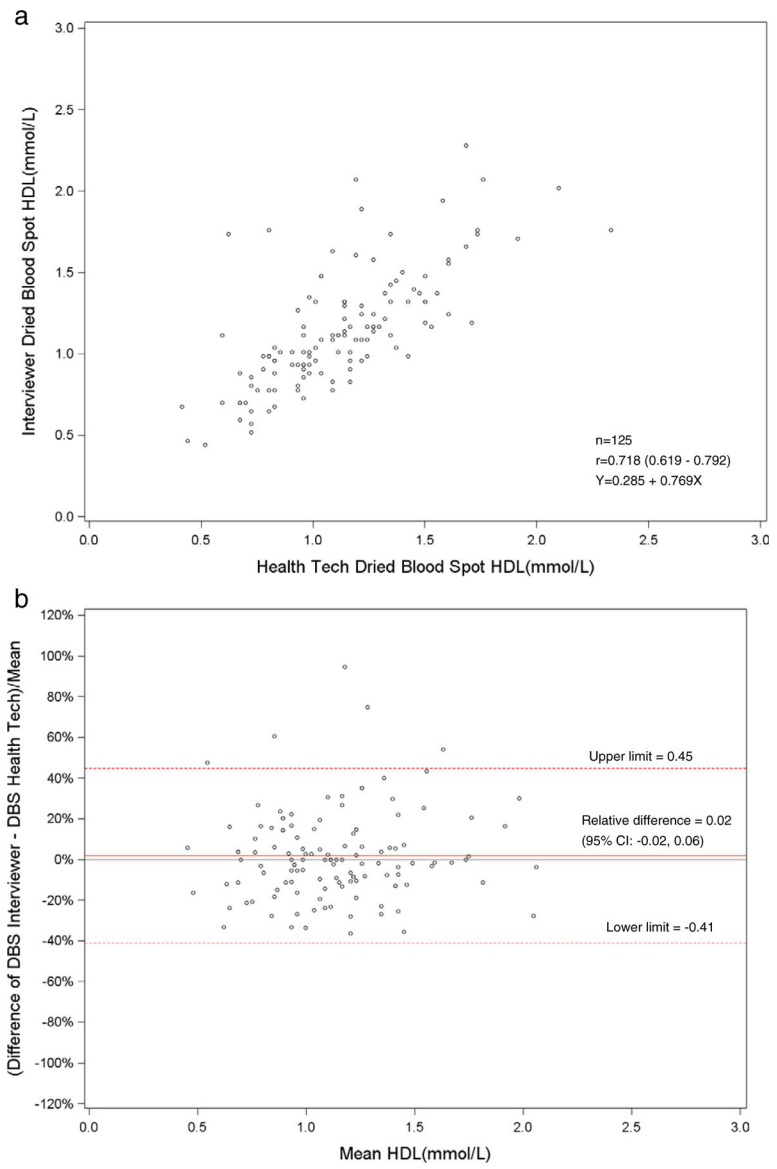 a
3.0
2.5
2.0
1.5
1.0
0.5
0.0
Interviewer Dried Blood Spot HDL(mmol/L)
n=125
r=0.718 (0.619 - 0.792)
Y=0.285 + 0.769X
0.0 0.5 1.0 1.5 2.0 2.5 3.0
Health Tech Dried Blood Spot HDL(mmol/L)
b
120%
100%
80%
60%
40%
20%
0%
-20%
-40%
-60%
-80%
-100%
-120%
(Difference of DBS Interviewer - DBS Health Tech)/Mean
Upper limit = 0.45
Relative difference = 0.02
(95% CI: -0.02, 0.06)
Lower limit = -0.41
0.0 0.5 1.0 1.5 2.0 2.5 3.0
Mean HDL(mmol/L)